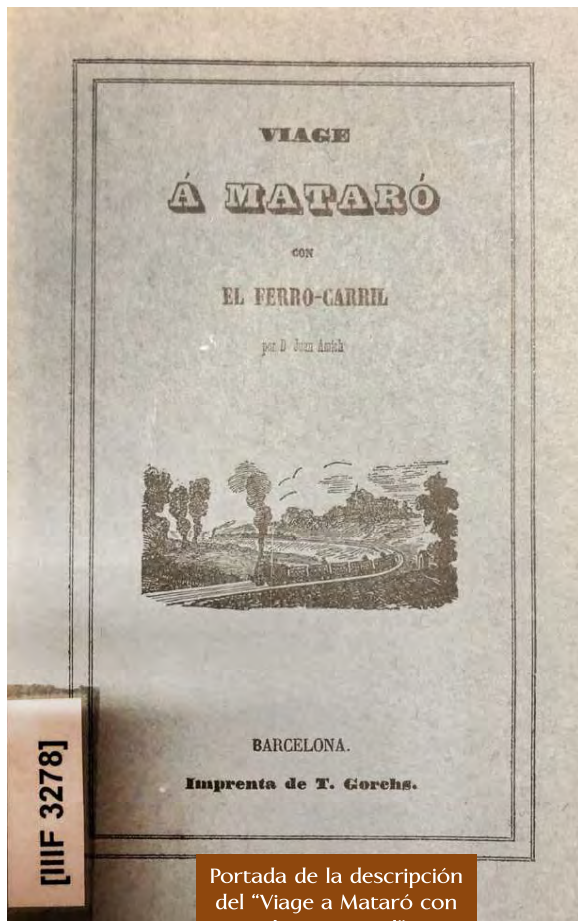 VIAGE
Á MATARÓ
CON
EL FERRO-CARRIL
por D Juan Amich
BARCELONA.
Imprenta de T. Gorchs.
[IIIF 3278]
Portada de la descripción
del “Viage a Mataró con